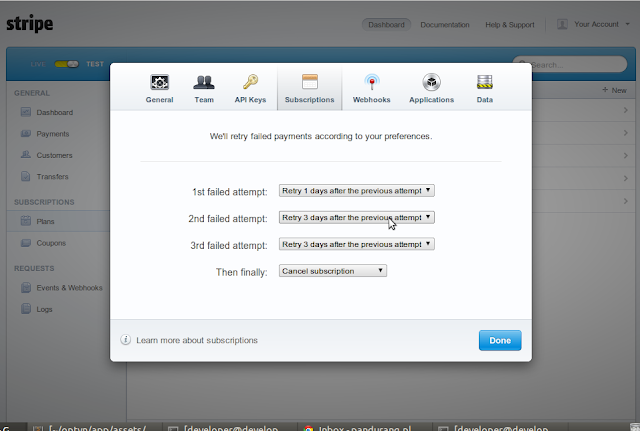 stripe
Dashboard Documentation Help & Support Your Account
LIVE TEST Search...
General Team API Keys Subscriptions Webhooks Applications Data
+ New
GENERAL
Dashboard
Payments
Customers
Transfers
SUBSCRIPTIONS
Plans
Coupons
REQUESTS
Events & Webhooks
Logs
We'll retry failed payments according to your preferences.
1st failed attempt: Retry 1 days after the previous attempt
2nd failed attempt: Retry 3 days after the previous attempt
3rd failed attempt: Retry 3 days after the previous attempt
Then finally: Cancel subscription
Learn more about subscriptions Done
[~/optyn/app/assets/ [developer@develop Inbox - pandurang.pl [developer@develop